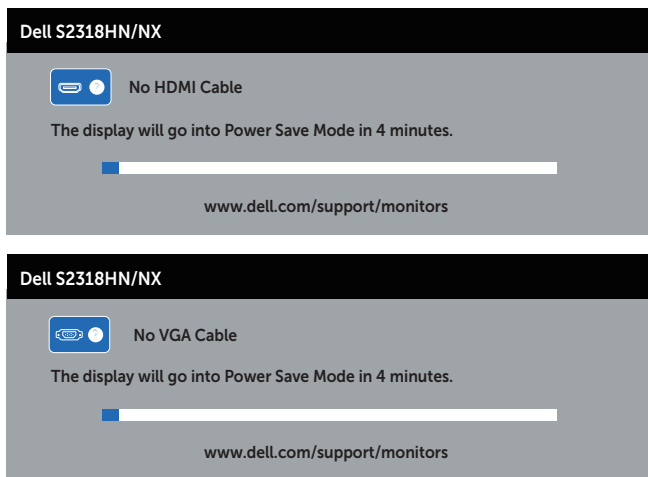 Dell S2318HN/NX
No HDMI Cable
The display will go into Power Save Mode in 4 minutes.
www.dell.com/support/monitors
Dell S2318HN/NX
No VGA Cable
The display will go into Power Save Mode in 4 minutes.
www.dell.com/support/monitors